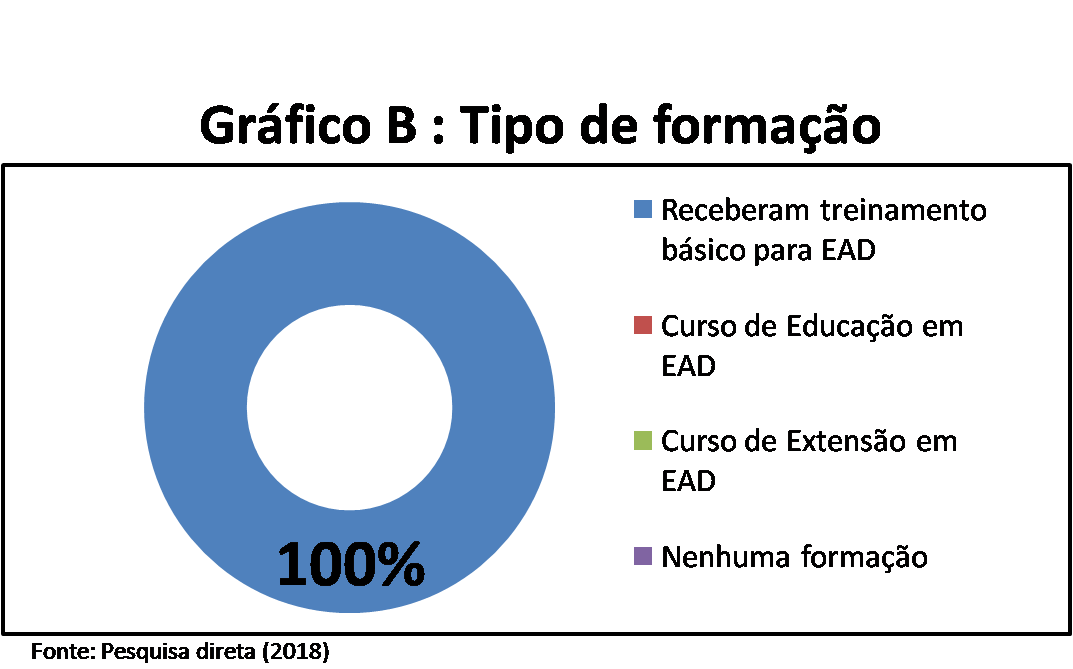 Gráfico B : Tipo de formação
Receberam treinamento
básico para EAD
Curso de Educação em
EAD
Curso de Extensão em
EAD
Nenhuma formação
100%
Fonte: Pesquisa direta (2018)